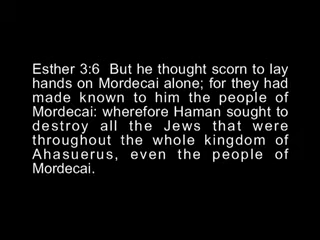 Esther 3:6  But he thought scorn to lay
hands on Mordecai alone; for they had
made known to him the people of
Mordecai: wherefore Haman sought to
destroy all the Jews that were
throughout the whole kingdom of
Ahasuerus, even the people of
Mordecai.